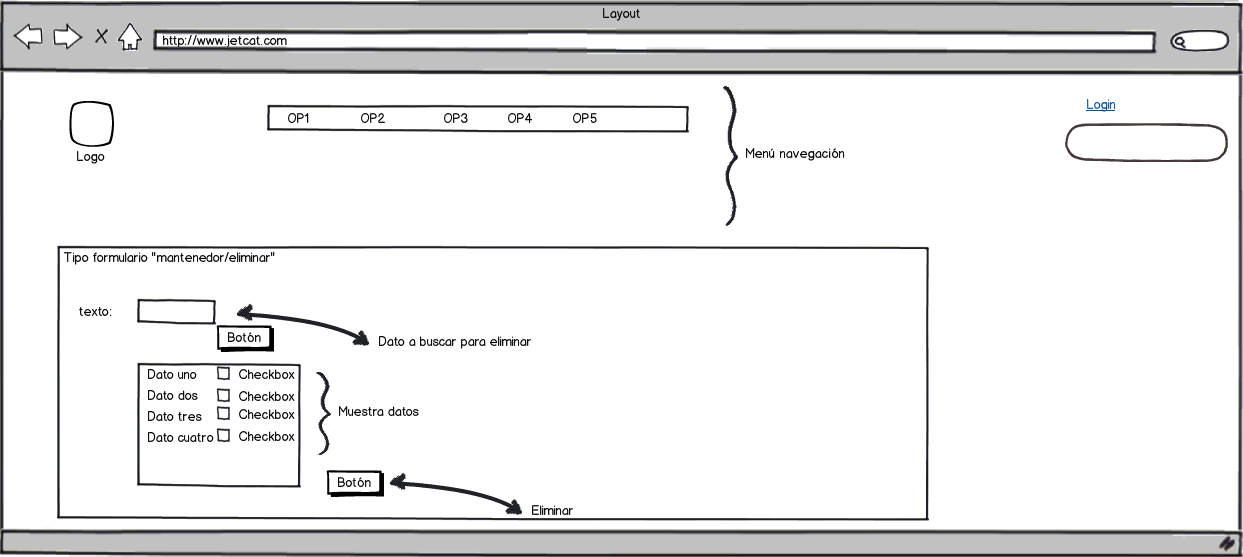 Layout
http://www.jetcat.com
Login
OP1 OP2 OP3 OP4 OP5
Logo
Menú navegación
Tipo formulario "mantenedor/eliminar"
texto:
Botón
Dato a buscar para eliminar
Dato uno Checkbox
Dato dos Checkbox
Dato tres Checkbox
Dato cuatro Checkbox
Muestra datos
Botón
Eliminar